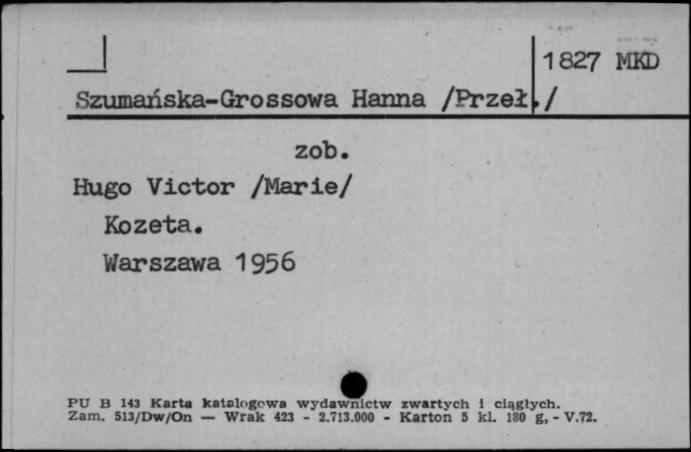 1827 MKD
Szumańska-Grossowa Hanna /Przeł./
zob.
Hugo Victor /Marie/
Kozeta.
Warszawa 1956
PU B 143 Karta katalogowa wydawnictw zwartych i ciągłych.
Zam. 513/Dw/On — Wrak 423 - 2.713.000 - Karton 5 kl. 180 g, - V.72.